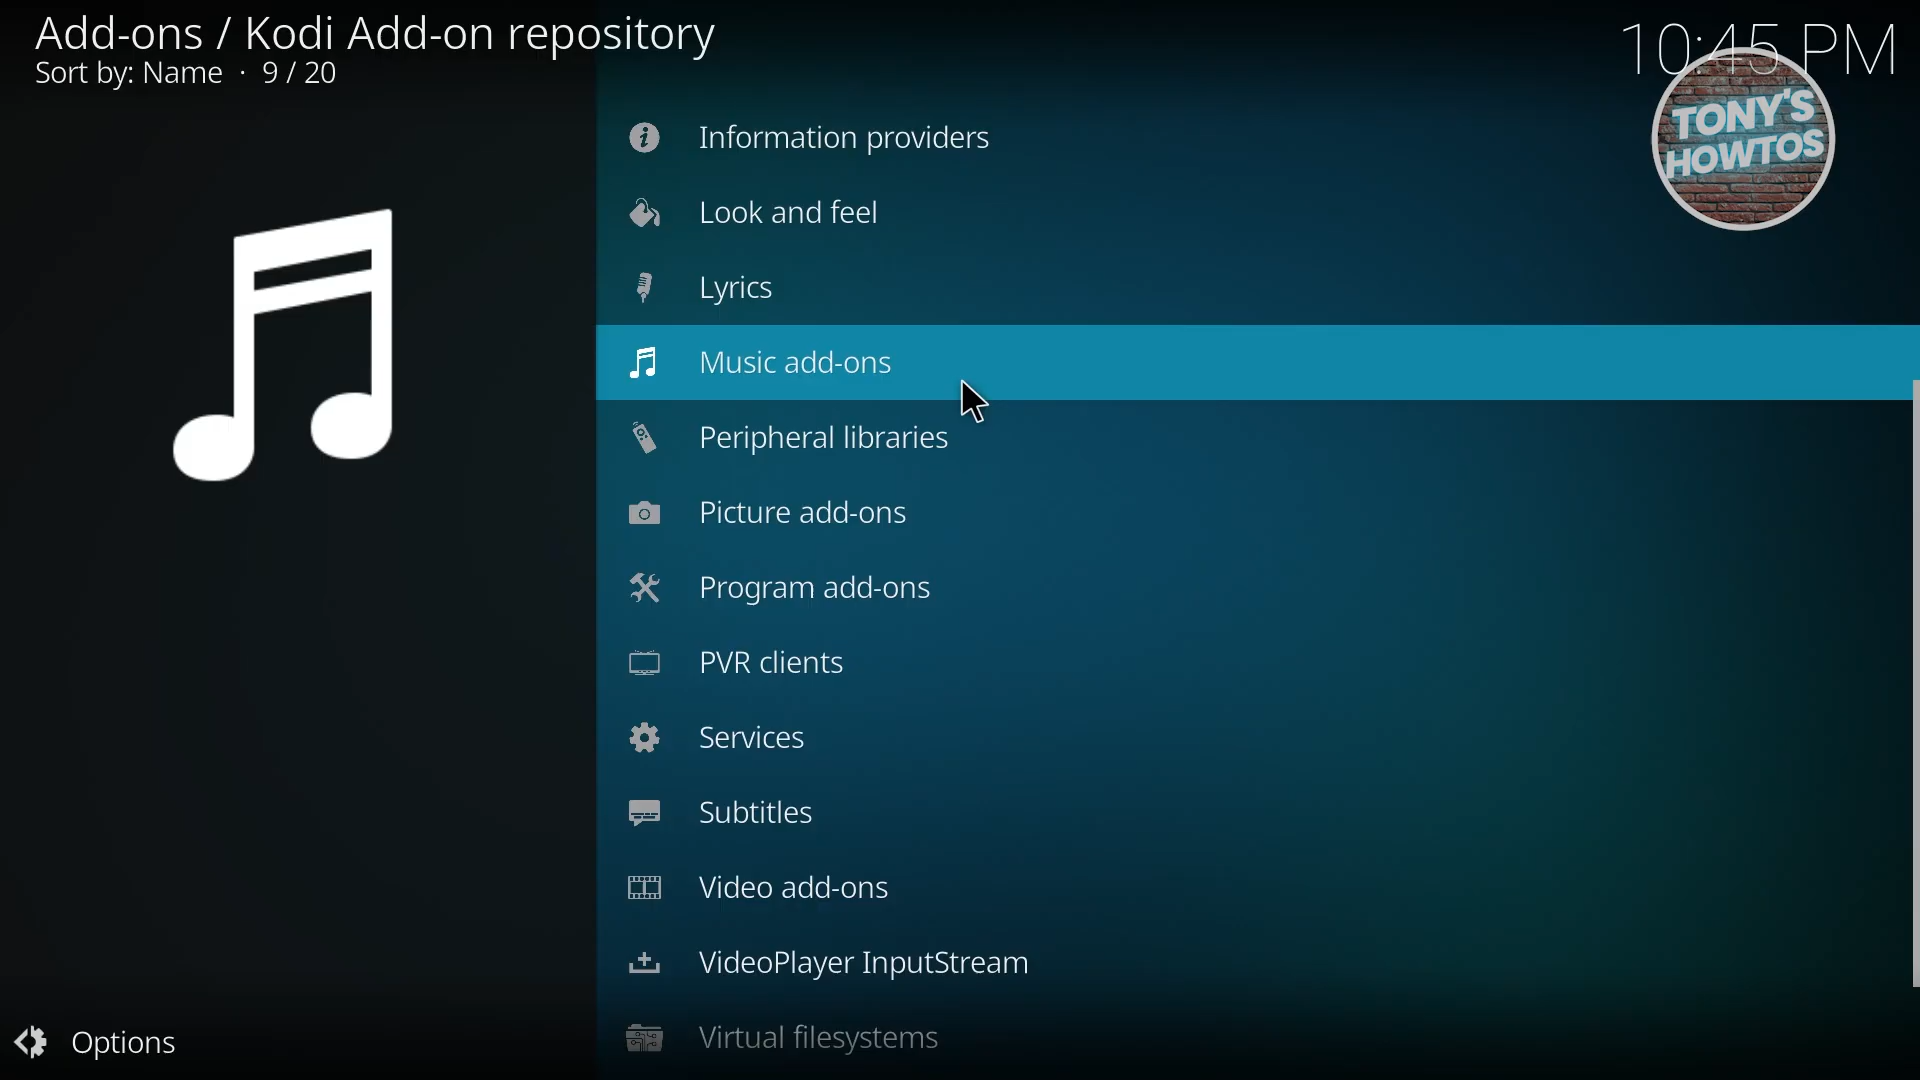 Add-ons / Kodi Add-on repository
Sort by: Name · 9 / 20
10:45 PM
TONY'S
HOWTOS
Information providers
Look and feel
Lyrics
Music add-ons
Peripheral libraries
Picture add-ons
Program add-ons
PVR clients
Services
Subtitles
Video add-ons
VideoPlayer InputStream
Virtual filesystems
Options